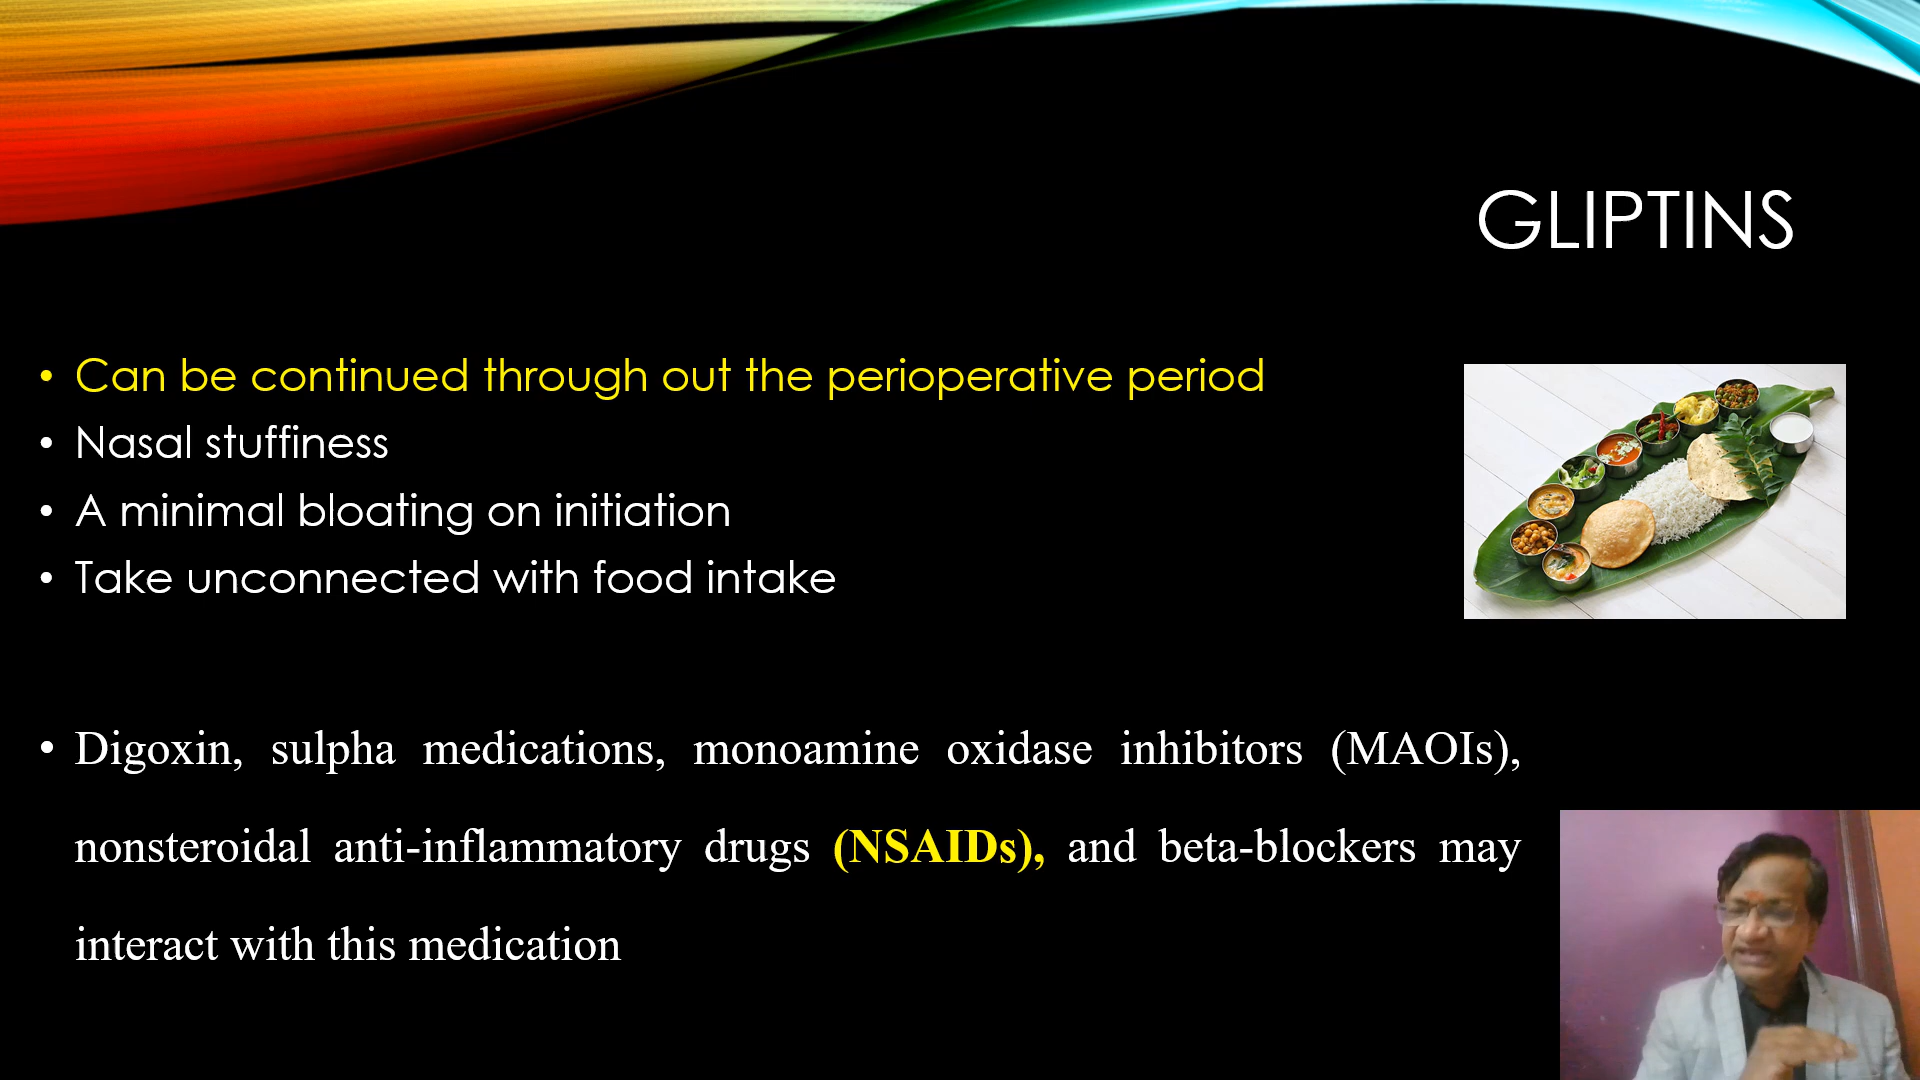 GLIPTINS
• Can be continued through out the perioperative period
• Nasal stuffiness
• A minimal bloating on initiation
• Take unconnected with food intake
• Digoxin, sulpha medications, monoamine oxidase inhibitors (MAOIs),
nonsteroidal anti-inflammatory drugs (NSAIDs), and beta-blockers may
interact with this medication